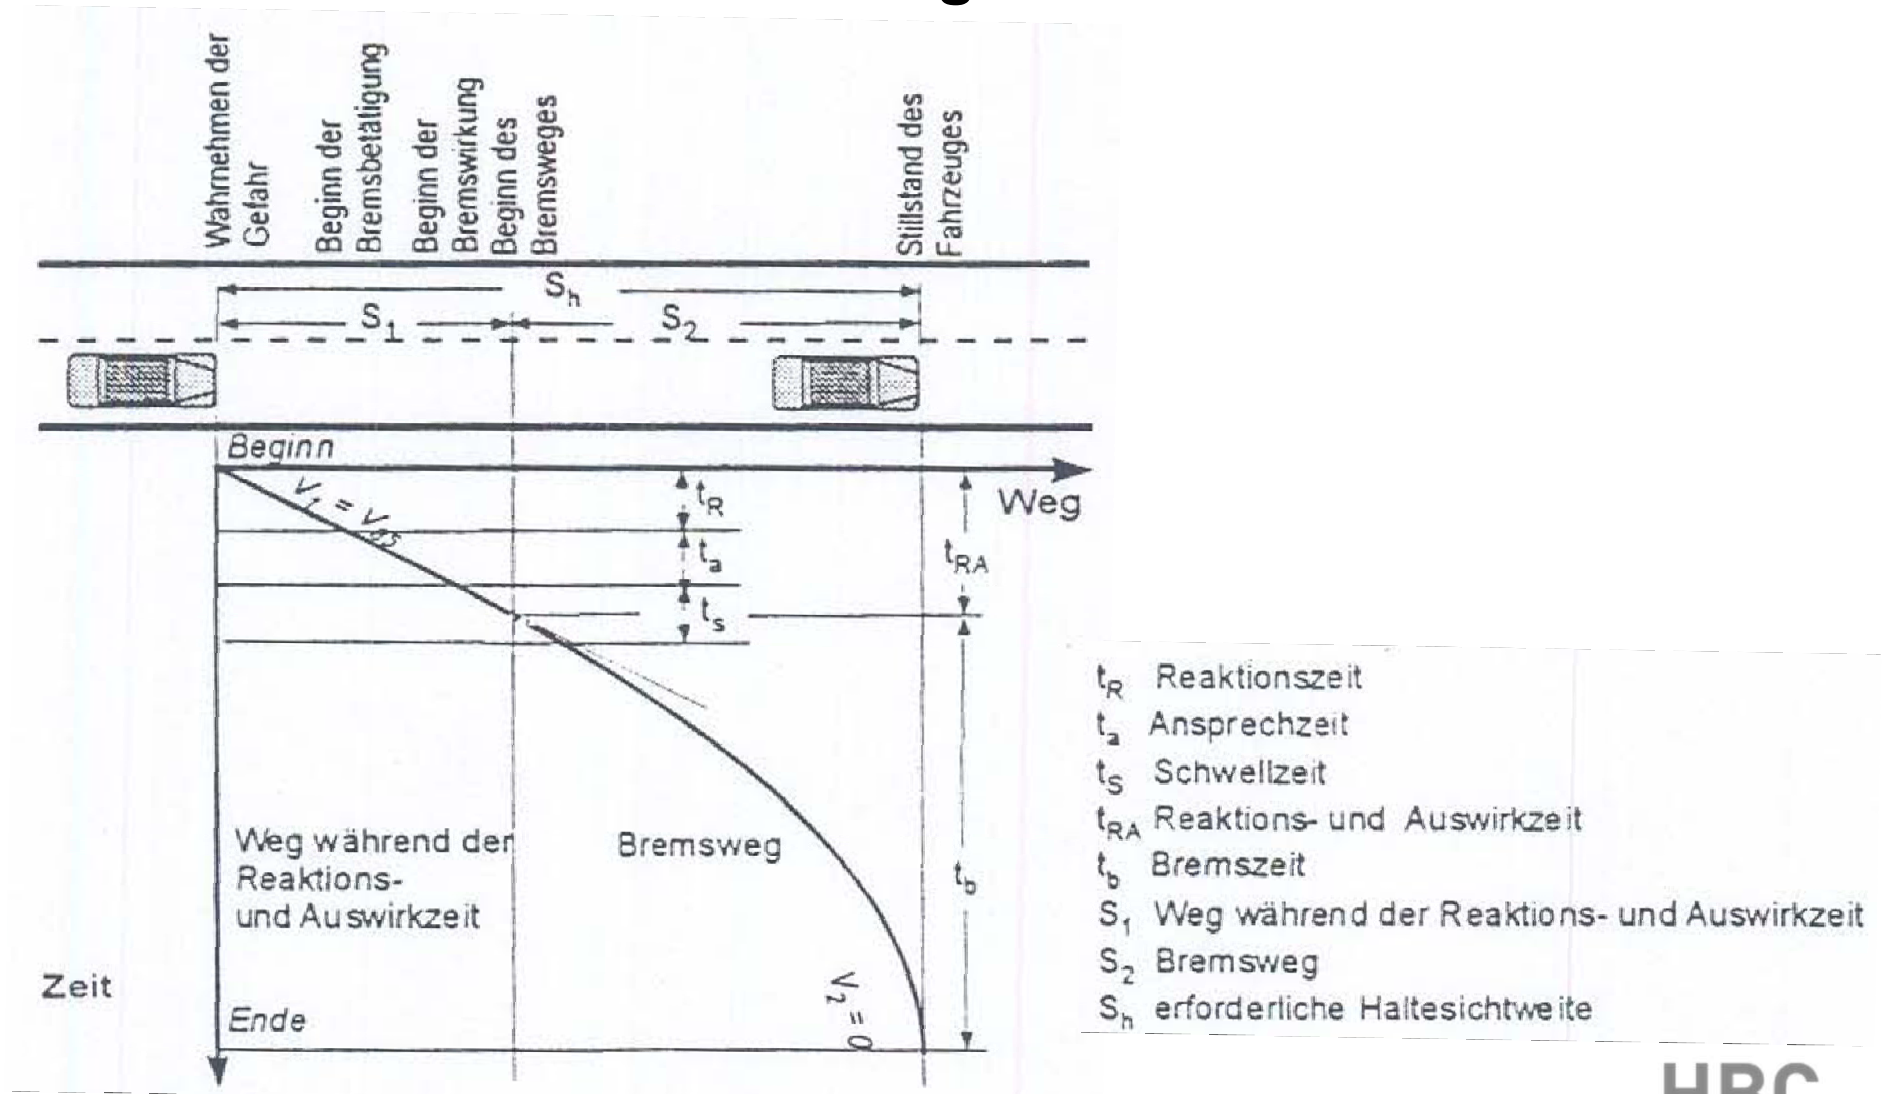 Wahrnehmen der
Gefahr
Beginn der
Bremsbetätigung
Beginn der
Bremswirkung
Beginn des
Bremsweges
Stillstand des
Fahrzeuges
Sh
S1
S2
Beginn
V1 = V85
tR
Weg
ta
tRA
ts
Weg während der
Reaktions-
und Auswirkzeit
Bremsweg
tb
Zeit
Ende
V2 = 0
tR Reaktionszeit
ta Ansprechzeit
tS Schwellzeit
tRA Reaktions- und Auswirkzeit
tb Bremszeit
S1 Weg während der Reaktions- und Auswirkzeit
S2 Bremsweg
Sh erforderliche Haltesichtweite